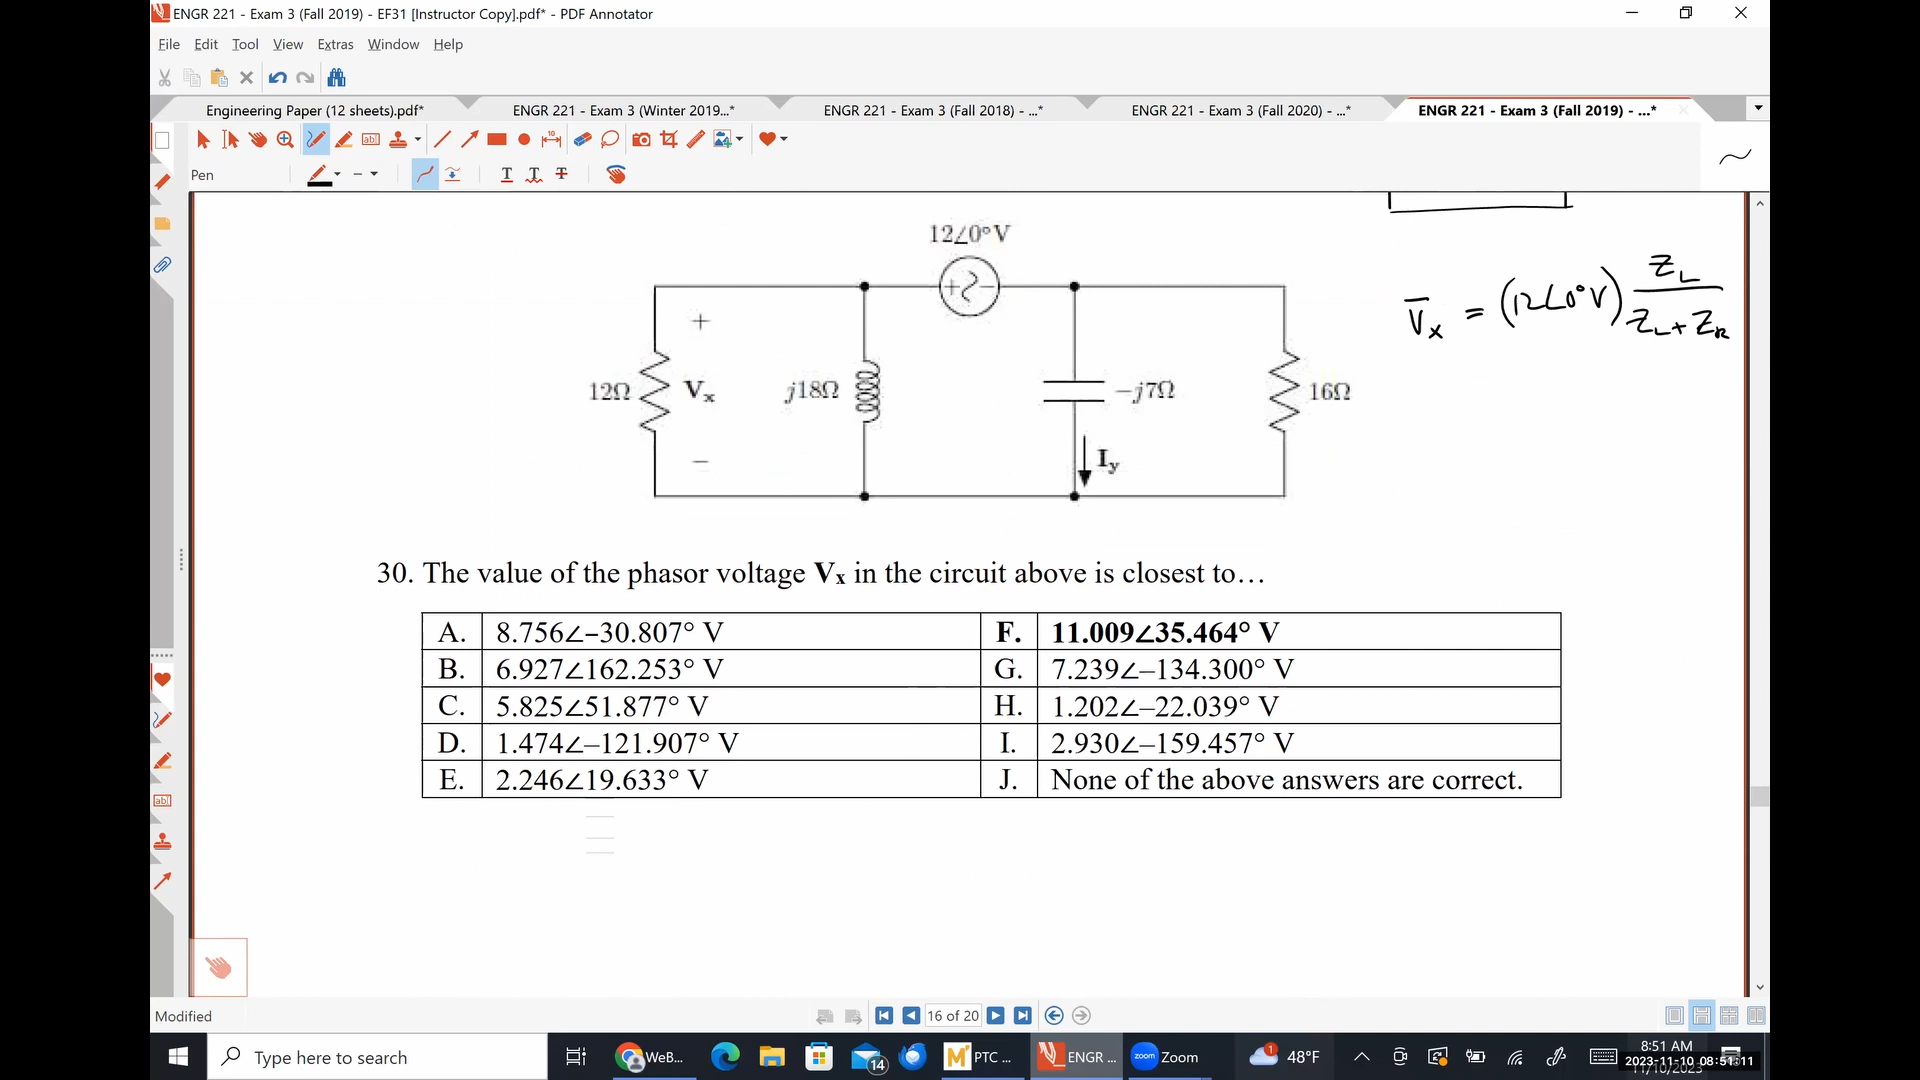 ENGR 221 - Exam 3 (Fall 2019) - EF31 [Instructor Copy].pdf* - PDF Annotator
File Edit Tool View Extras Window Help
Engineering Paper (12 sheets).pdf* ENGR 221 - Exam 3 (Winter 2019...* ENGR 221 - Exam 3 (Fall 2018) - ...* ENGR 221 - Exam 3 (Fall 2020) - ...* ENGR 221 - Exam 3 (Fall 2019) - ...*
Pen
12∠0°V
V̄x = (12∠0°V) ZL / (ZL + ZR)
+
12Ω Vx j18Ω -j7Ω 16Ω
−
Iy
30. The value of the phasor voltage Vx in the circuit above is closest to…
A. 8.756∠−30.807° V F. 11.009∠35.464° V
B. 6.927∠162.253° V G. 7.239∠−134.300° V
C. 5.825∠51.877° V H. 1.202∠−22.039° V
D. 1.474∠−121.907° V I. 2.930∠−159.457° V
E. 2.246∠19.633° V J. None of the above answers are correct.
Modified 16 of 20
Type here to search WeB... 14 PTC ... ENGR ... zoom Zoom 1 48°F 8:51 AM
2023-11-10 08:51:11